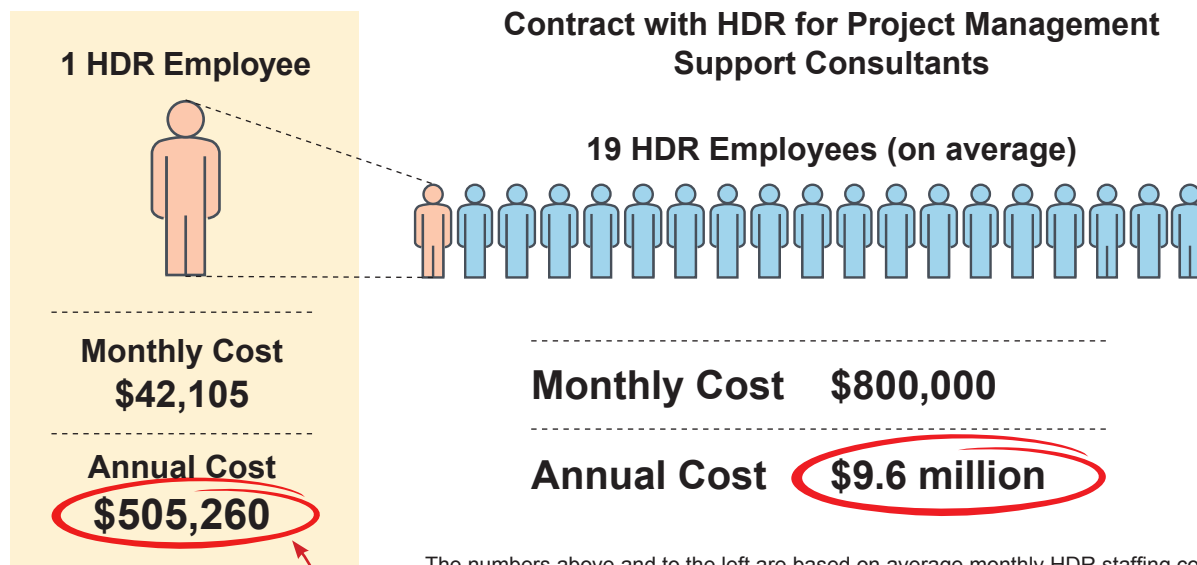 1 HDR Employee
Monthly Cost
$42,105
Annual Cost
$505,260
Contract with HDR for Project Management
Support Consultants
19 HDR Employees (on average)
Monthly Cost $800,000
Annual Cost $9.6 million
The numbers above and to the left are based on average monthly HDR staffing